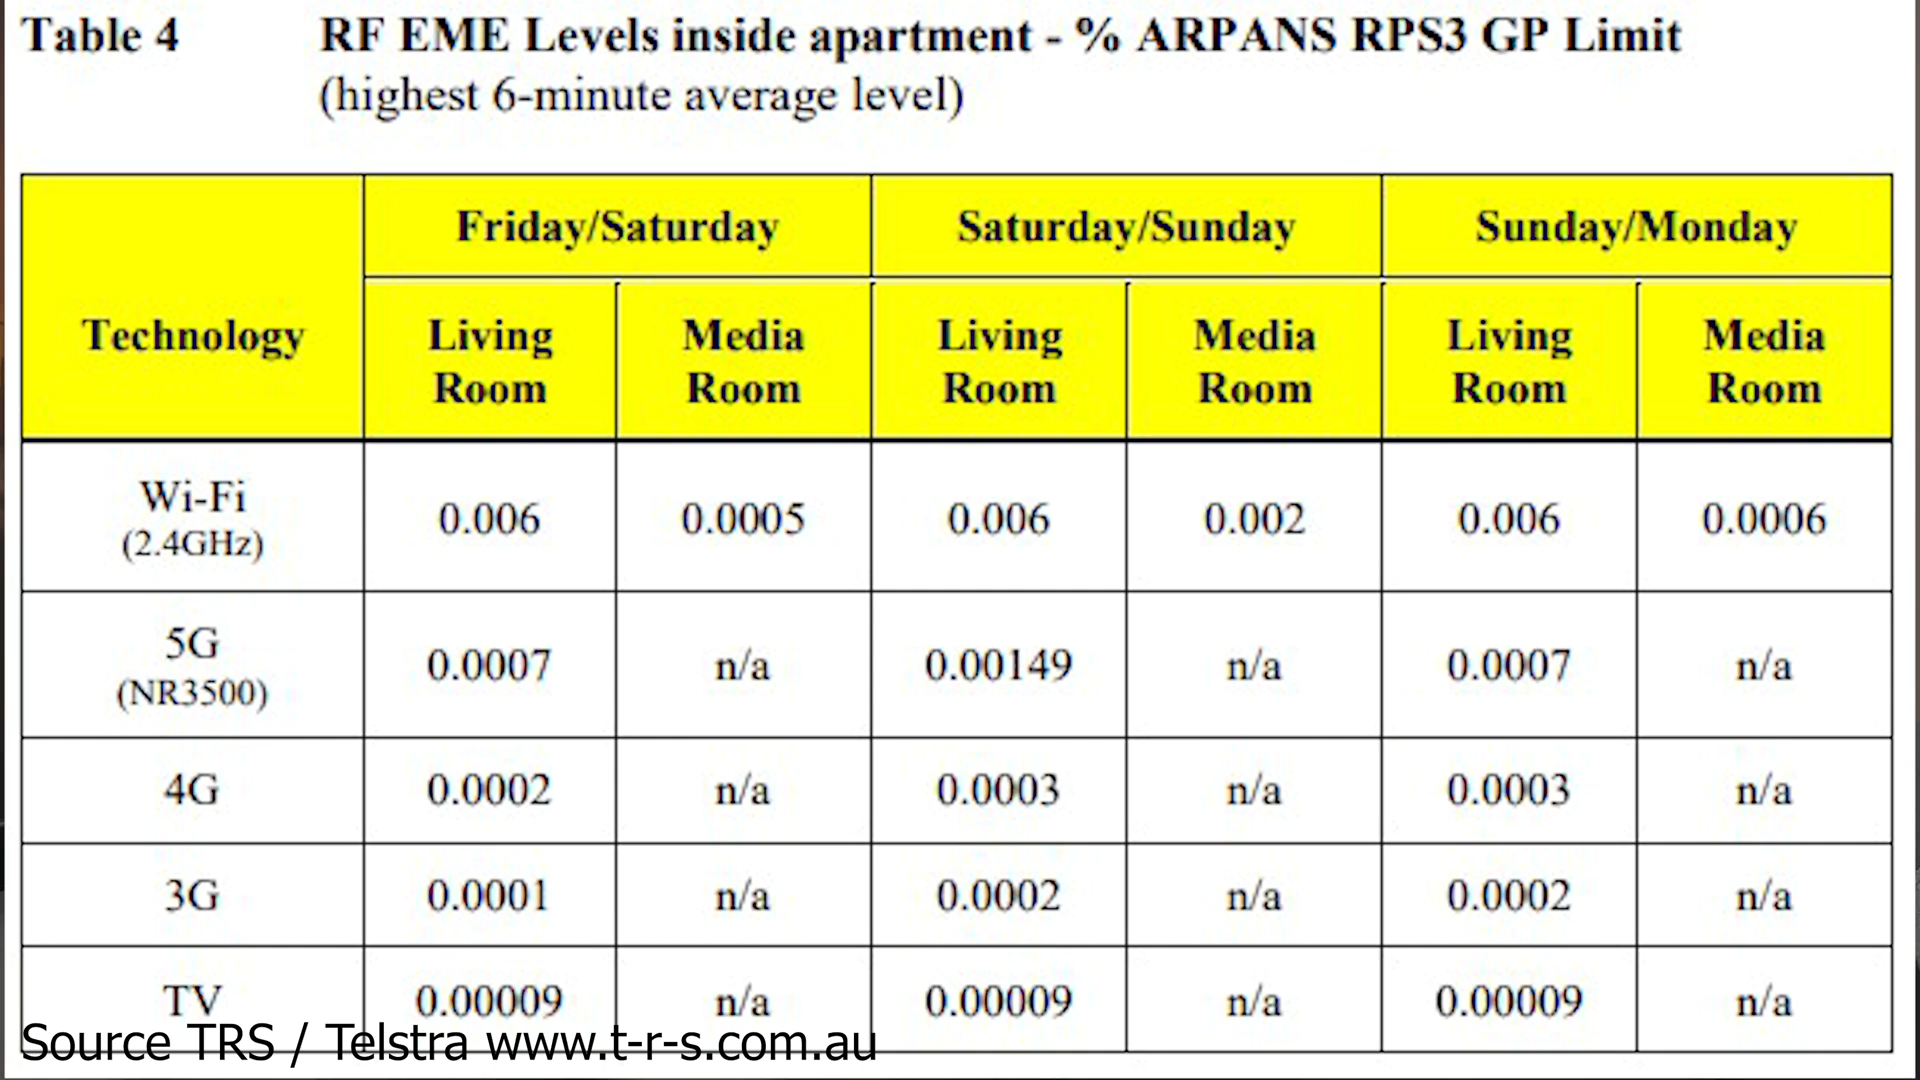 Table 4 RF EME Levels inside apartment - % ARPANS RPS3 GP Limit
(highest 6-minute average level)
Technology Friday/Saturday Saturday/Sunday Sunday/Monday
Living Room Media Room Living Room Media Room Living Room Media Room
Wi-Fi (2.4GHz) 0.006 0.0005 0.006 0.002 0.006 0.0006
5G (NR3500) 0.0007 n/a 0.00149 n/a 0.0007 n/a
4G 0.0002 n/a 0.0003 n/a 0.0003 n/a
3G 0.0001 n/a 0.0002 n/a 0.0002 n/a
TV 0.00009 n/a 0.00009 n/a 0.00009 n/a
Source TRS / Telstra www.t-r-s.com.au